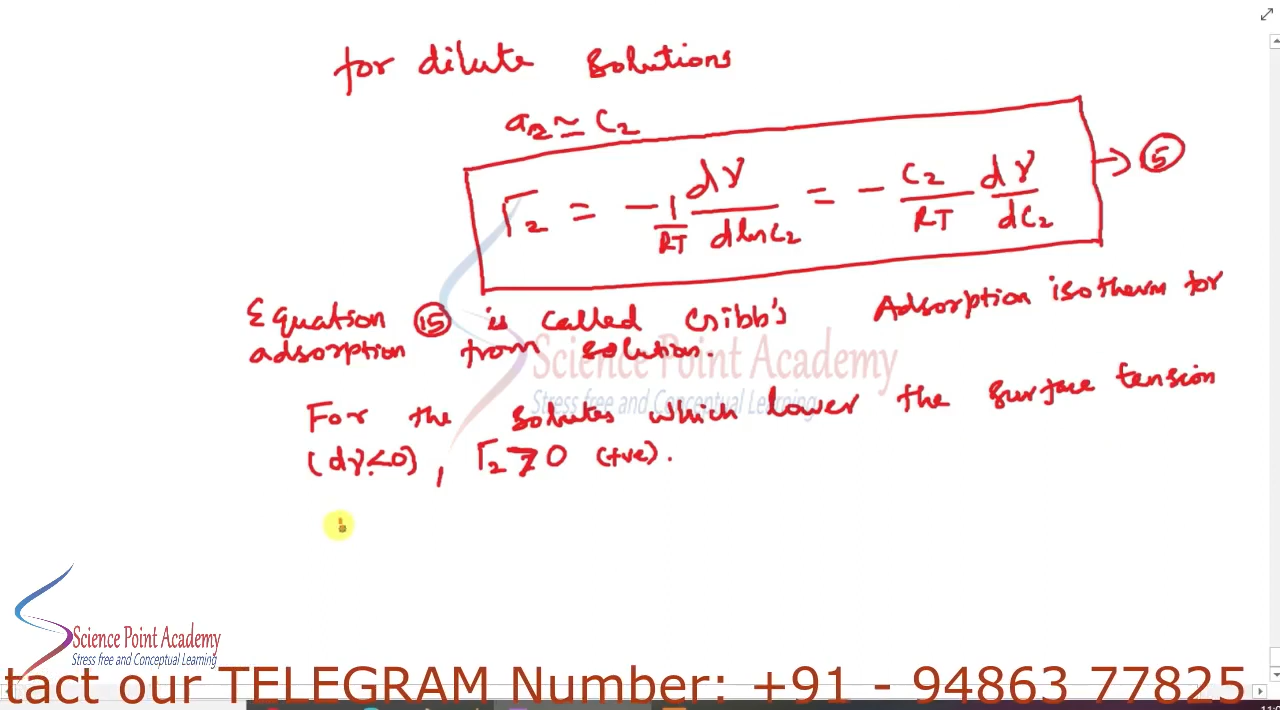 for dilute solutions
a₂ ≃ C₂
Γ₂ = - 1/RT dγ/dlnC₂ = - C₂/RT dγ/dC₂ → ⑤
Equation ⑮ is called Gibb's Adsorption isotherm for
adsorption from solution.
For the solutes which lower the surface tension
(dγ<0), Γ₂ > 0 (+ve).
Science Point Academy
Stress free and Conceptual Learning
Science Point Academy
Stress free and Conceptual Learning
tact our TELEGRAM Number: +91 - 94863 77825